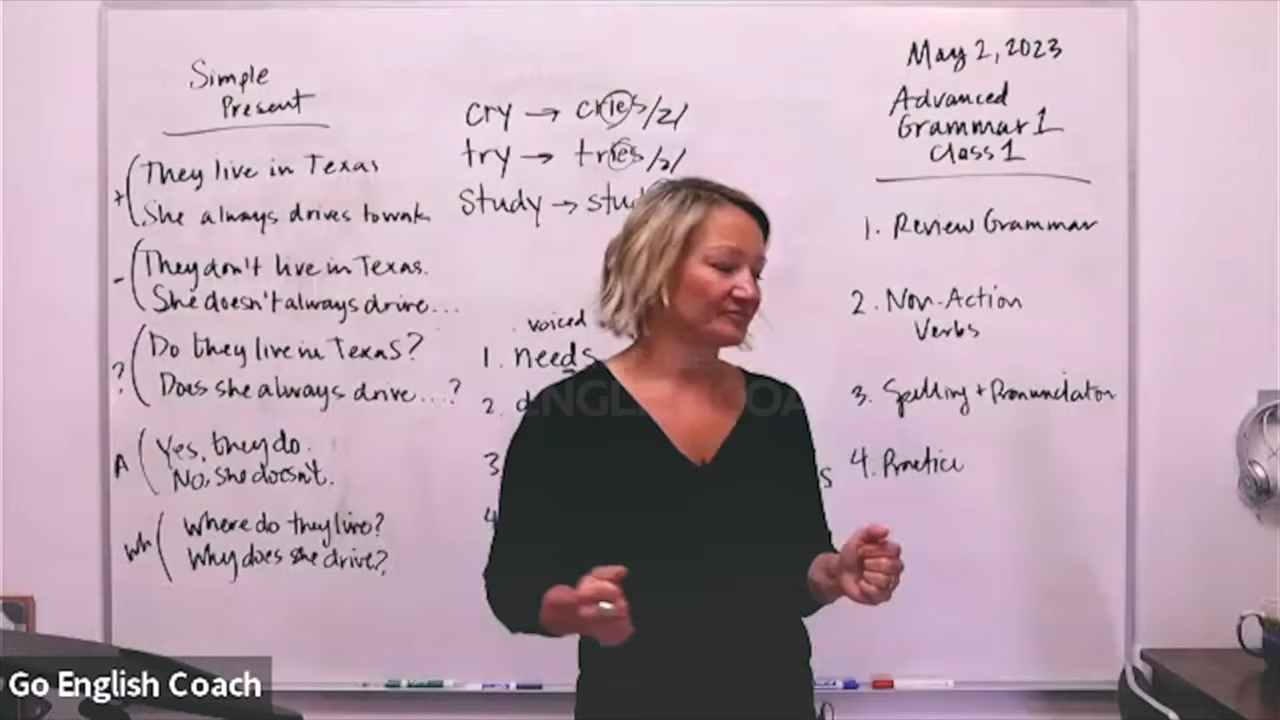 Simple
Present
+ They live in Texas
She always drives to work
- They don't live in Texas.
She doesn't always drive...
? Do they live in Texas?
Does she always drive....?
A Yes, they do.
No, she doesn't.
Wh Where do they live?
Why does she drive?
cry → cries /z/
try → tries /z/
Study → stu
voiced
1. needs
2. d
3
4
s
May 2, 2023
Advanced
Grammar 1
Class 1
1. Review Grammar
2. Non-Action
Verbs
3. Spelling + Pronunciation
4. Practice
ENGLISH COA
Go English Coach